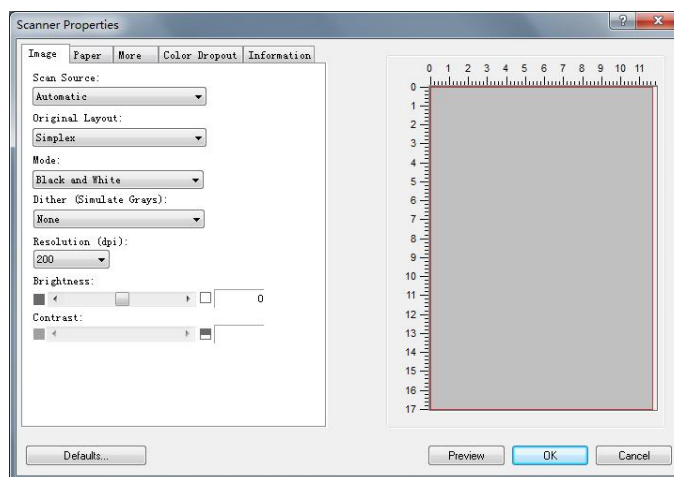 Scanner Properties
Image Paper More Color Dropout Information
Scan Source:
Automatic
Original Layout:
Simplex
Mode:
Black and White
Dither (Simulate Grays):
None
Resolution (dpi):
200
Brightness:
0
Contrast:
0 1 2 3 4 5 6 7 8 9 10 11
0
1
2
3
4
5
6
7
8
9
10
11
12
13
14
15
16
17
Defaults... Preview OK Cancel